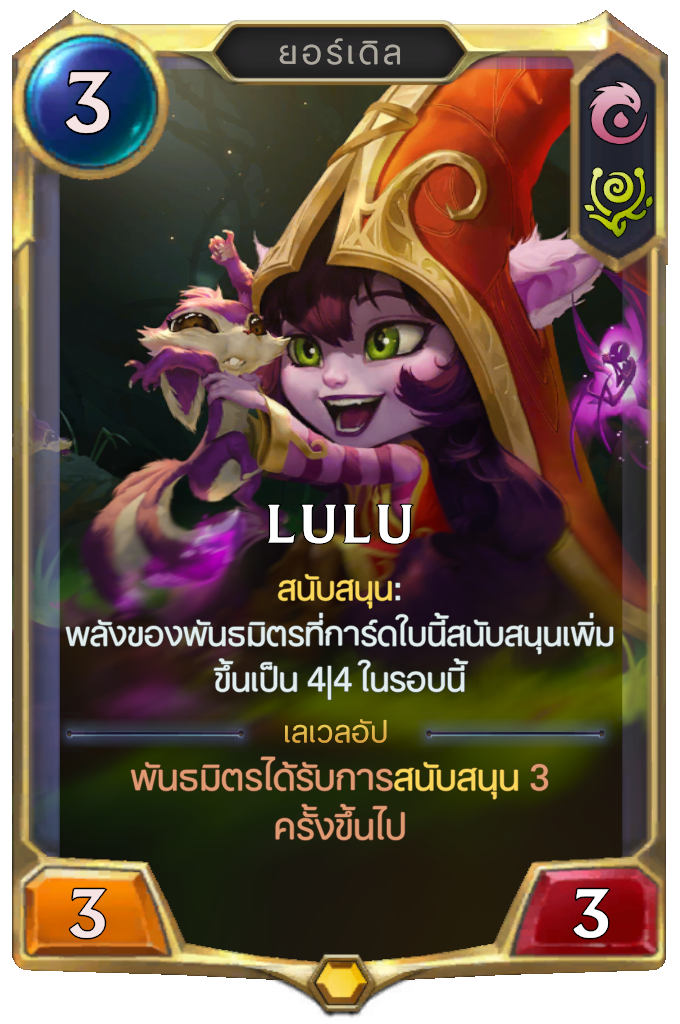 3
ยอร์เดิล
LULU
สนับสนุน:
พลังของพันธมิตรที่การ์ดใบนี้สนับสนุนเพิ่ม
ขึ้นเป็น 4|4 ในรอบนี้
เลเวลอัป
พันธมิตรได้รับการสนับสนุน 3
ครั้งขึ้นไป
3
3